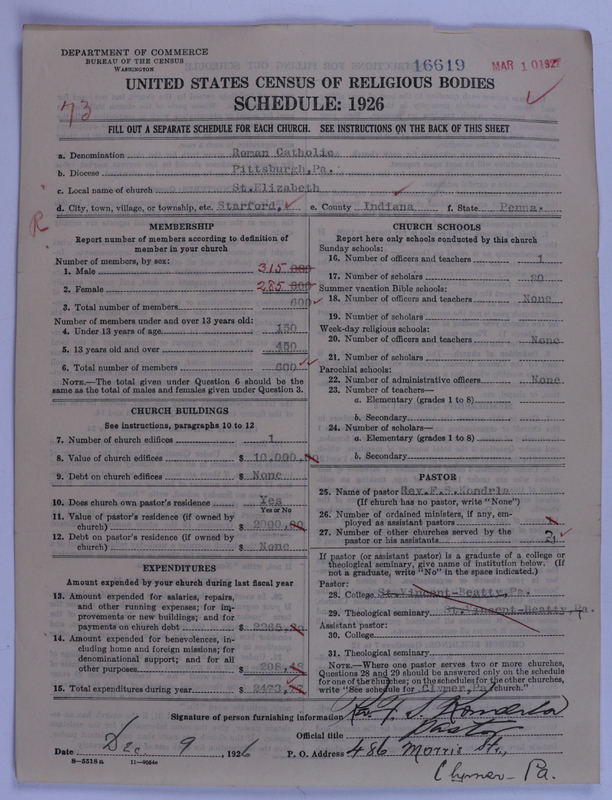 DEPARTMENT OF COMMERCE
BUREAU OF THE CENSUS
WASHINGTON
16619
MAR 10 1927
UNITED STATES CENSUS OF RELIGIOUS BODIES
SCHEDULE: 1926
73
FILL OUT A SEPARATE SCHEDULE FOR EACH CHURCH. SEE INSTRUCTIONS ON THE BACK OF THIS SHEET
a. Denomination Roman Catholic
b. Diocese Pittsburgh,Pa.
c. Local name of church St.Elizabeth
d. City, town, village, or township, etc. Starford, e. County Indiana f. State Penna.
R
MEMBERSHIP
Report number of members according to definition of
member in your church
Number of members, by sex:
1. Male 315
2. Female 285
3. Total number of members 600
Number of members under and over 13 years old:
4. Under 13 years of age 150
5. 13 years old and over 450
6. Total number of members 600
NOTE.—The total given under Question 6 should be the
same as the total of males and females given under Question 3.
CHURCH BUILDINGS
See instructions, paragraphs 10 to 12
7. Number of church edifices 1
8. Value of church edifices $ 10,000.00
9. Debt on church edifices $ None
10. Does church own pastor's residence Yes
Yes or No
11. Value of pastor's residence (if owned by
church) $ 2000.00
12. Debt on pastor's residence (if owned by
church) $ None
EXPENDITURES
Amount expended by your church during last fiscal year
13. Amount expended for salaries, repairs,
and other running expenses; for im-
provements or new buildings; and for
payments on church debt $ 2265.
14. Amount expended for benevolences, in-
cluding home and foreign missions; for
denominational support; and for all
other purposes $ 208.
15. Total expenditures during year $ 2473.
CHURCH SCHOOLS
Report here only schools conducted by this church
Sunday schools:
16. Number of officers and teachers 1
17. Number of scholars 20
Summer vacation Bible schools:
18. Number of officers and teachers None
19. Number of scholars
Week-day religious schools:
20. Number of officers and teachers None
21. Number of scholars
Parochial schools:
22. Number of administrative officers None
23. Number of teachers—
a. Elementary (grades 1 to 8)
b. Secondary
24. Number of scholars—
a. Elementary (grades 1 to 8)
b. Secondary
PASTOR
25. Name of pastor Rev.F.S.Kondrla
(If church has no pastor, write "None")
26. Number of ordained ministers, if any, em-
ployed as assistant pastors
27. Number of other churches served by the
pastor or his assistants
If pastor (or assistant pastor) is a graduate of a college or
theological seminary, give name of institution below. (If
not a graduate, write "No" in the space indicated.)
Pastor:
28. College St.Vincent-Beatty,Pa.
29. Theological seminary St.Vincent-Beatty,Pa.
Assistant pastor:
30. College
31. Theological seminary
NOTE.—Where one pastor serves two or more churches,
Questions 28 and 29 should be answered only on the schedule
for one of the churches; on the schedules for the other churches,
write "See schedule for Clymer,Pa church."
Signature of person furnishing information Rev. F. S. Kondrla
Official title Pastor
Date Dec. 9, 1926 P. O. Address 486 Morris St.,
8—5318 a
Clymer - Pa.